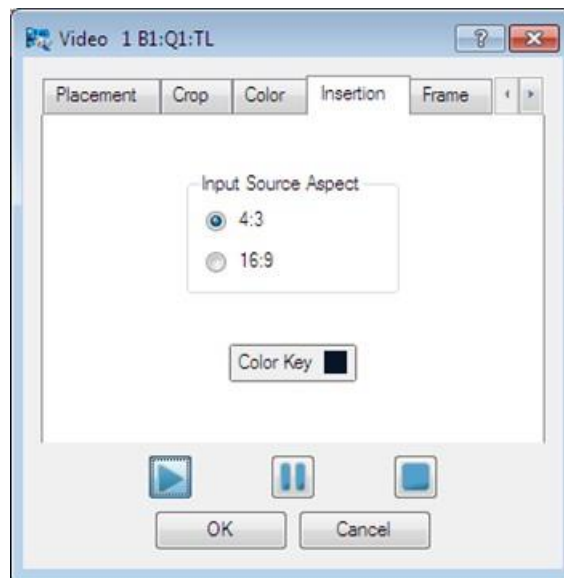 Video 1 B1:Q1:TL
Placement Crop Color Insertion Frame
Input Source Aspect
4:3
16:9
Color Key
OK Cancel